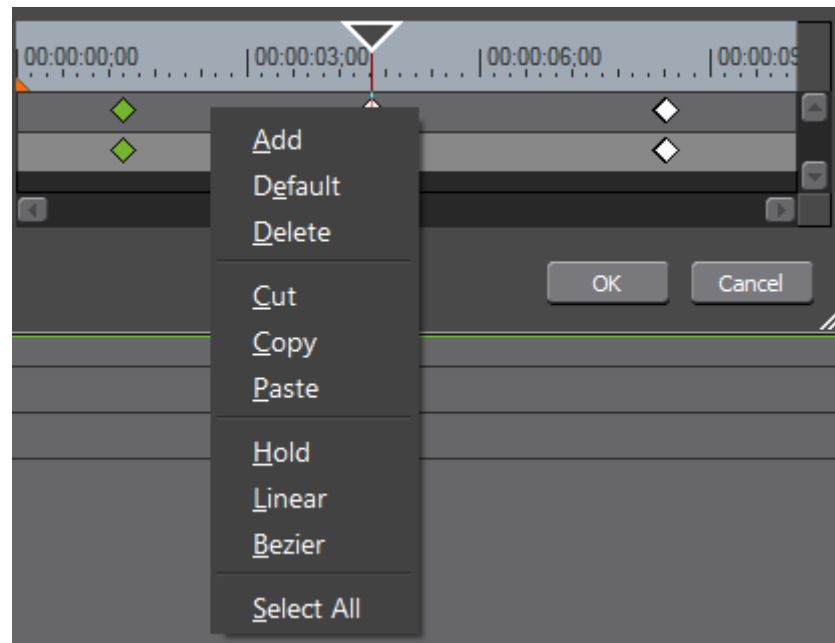 00:00:00;00 00:00:03;00 00:00:06;00
Add
Default
Delete
OK Cancel
Cut
Copy
Paste
Hold
Linear
Bezier
Select All